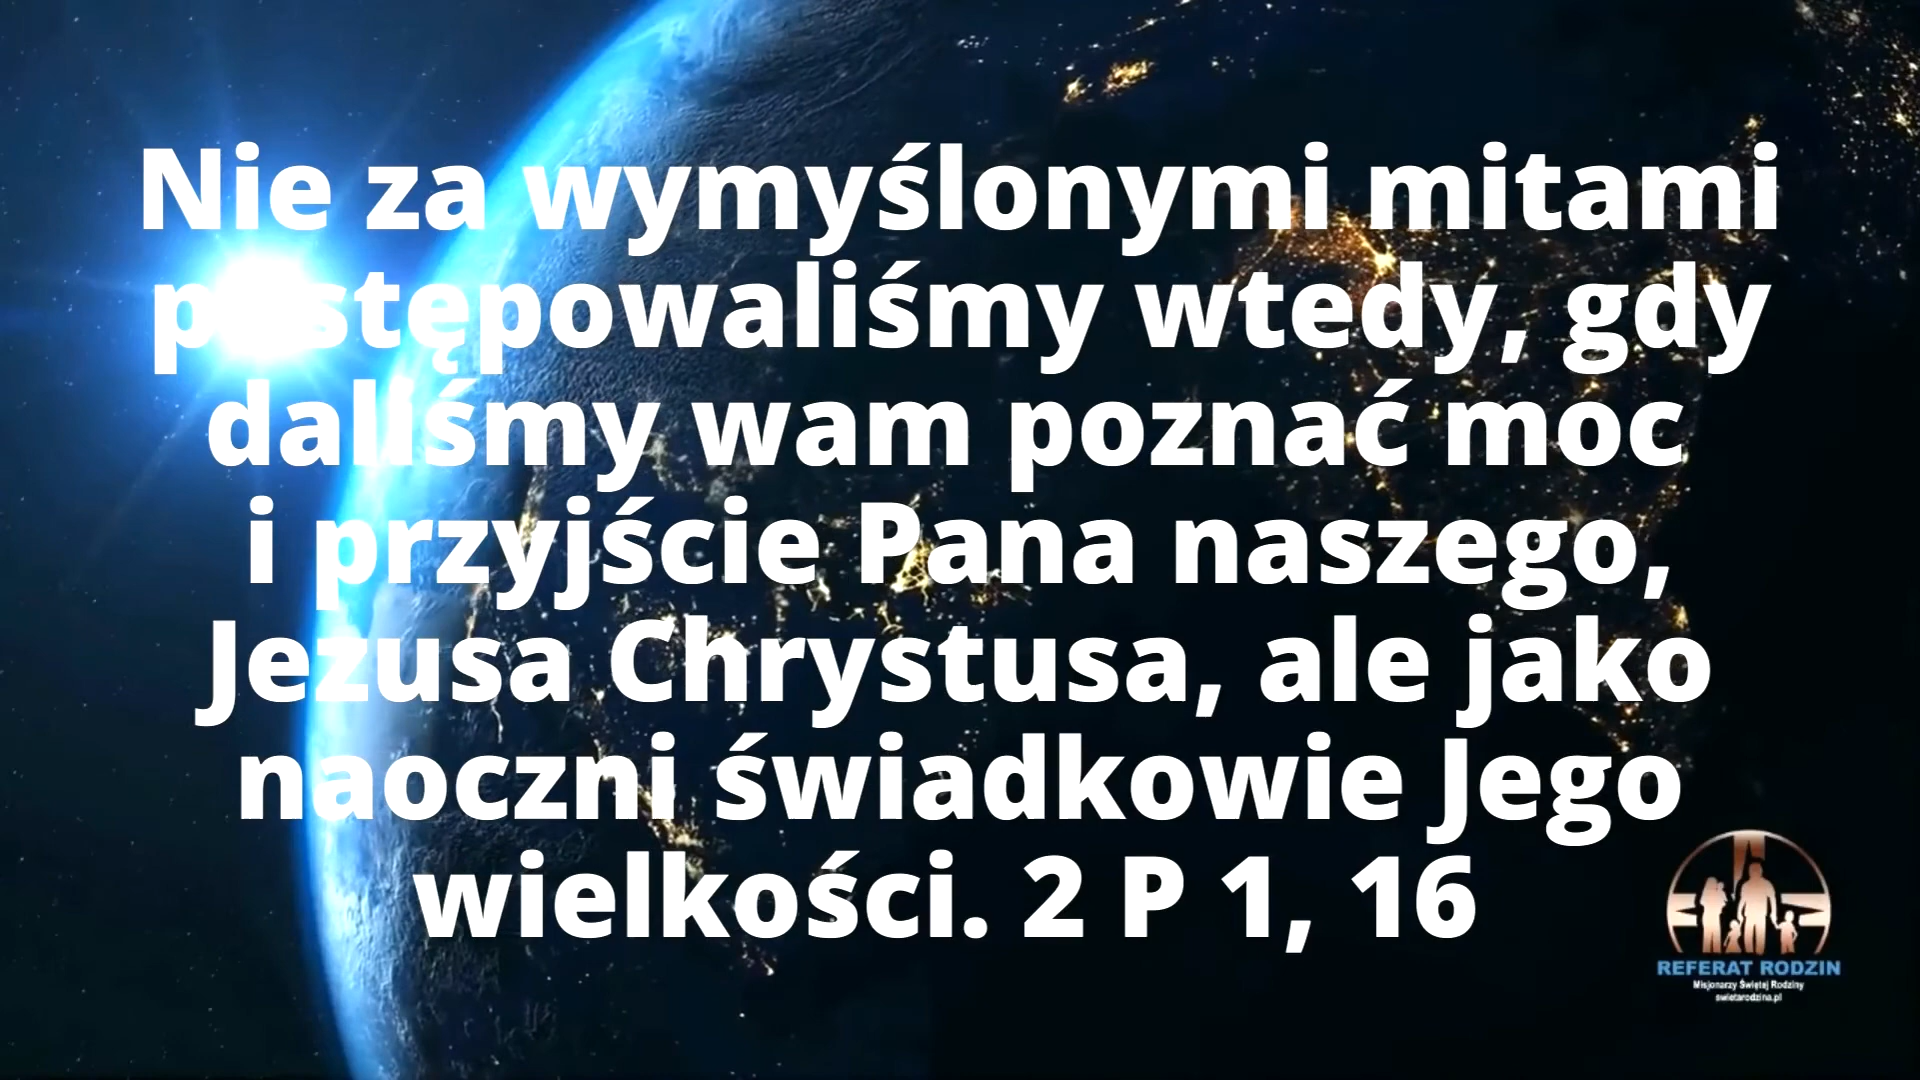 Nie za wymyślonymi mitami
postępowaliśmy wtedy, gdy
daliśmy wam poznać moc
i przyjście Pana naszego,
Jezusa Chrystusa, ale jako
naoczni świadkowie Jego
wielkości. 2 P 1, 16
REFERAT RODZIN
Misjonarzy Świętej Rodziny
swietarodzina.pl